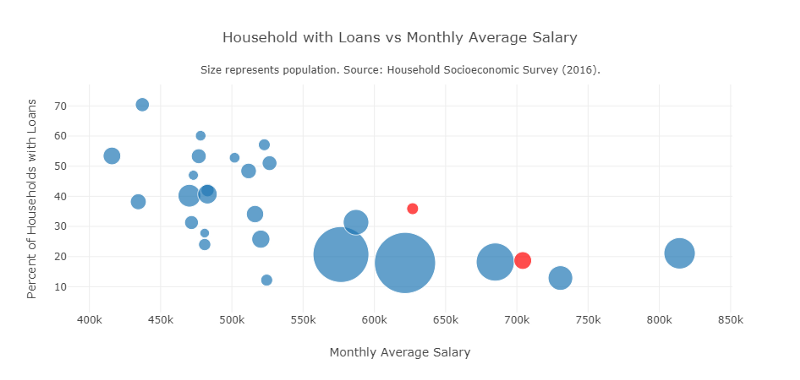 Household with Loans vs Monthly Average Salary
Size represents population. Source: Household Socioeconomic Survey (2016).
Percent of Households with Loans
70
60
50
40
30
20
10
400k 450k 500k 550k 600k 650k 700k 750k 800k 850k
Monthly Average Salary